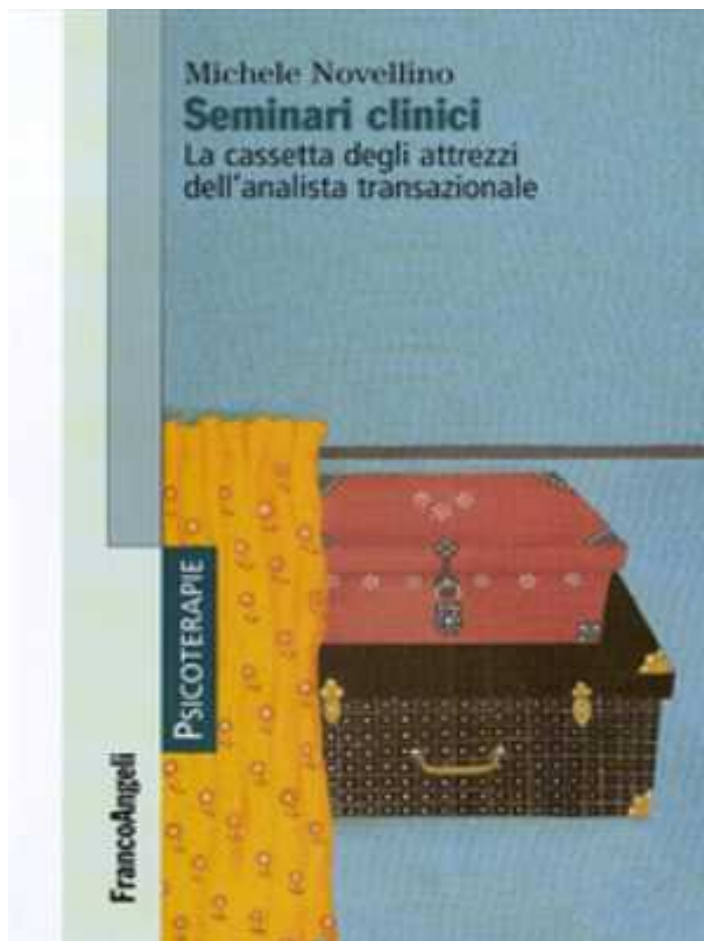 Michele Novellino
Seminari clinici
La cassetta degli attrezzi
dell'analista transazionale
PSICOTERAPIE
FrancoAngeli